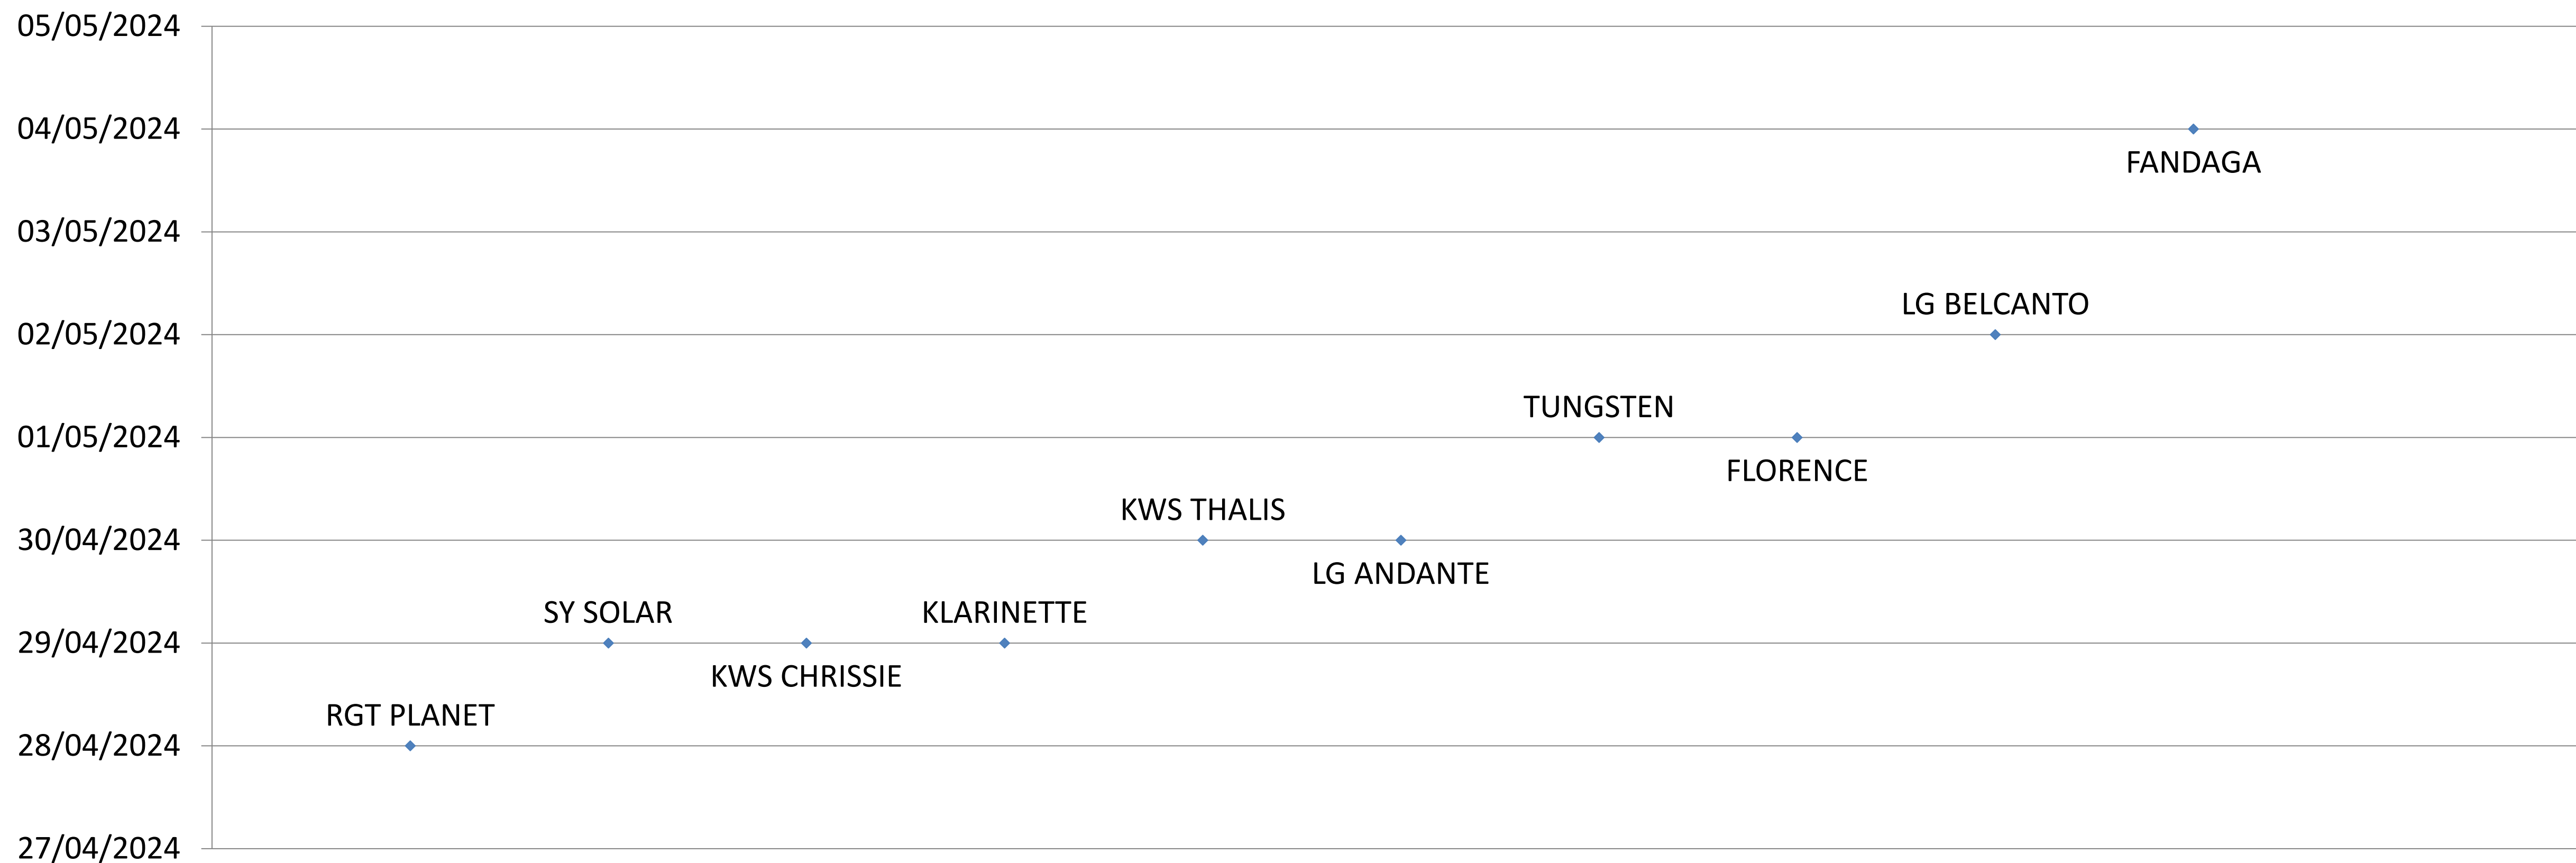 05/05/2024
04/05/2024
FANDAGA
03/05/2024
LG BELCANTO
02/05/2024
TUNGSTEN
01/05/2024
FLORENCE
KWS THALIS
30/04/2024
LG ANDANTE
SY SOLAR
KLARINETTE
29/04/2024
KWS CHRISSIE
RGT PLANET
28/04/2024
27/04/2024